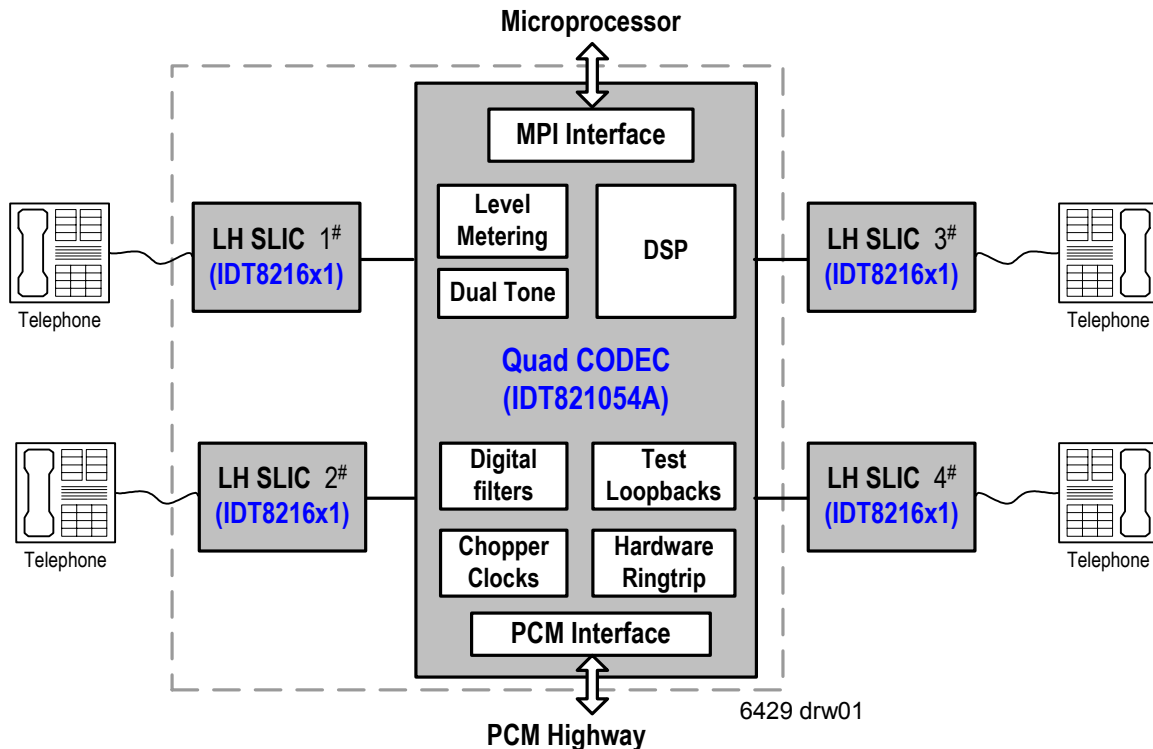 Microprocessor
MPI Interface
Level
Metering
DSP
Dual Tone
LH SLIC 1#
(IDT8216x1)
Telephone
LH SLIC 3#
(IDT8216x1)
Telephone
Quad CODEC
(IDT821054A)
LH SLIC 2#
(IDT8216x1)
Telephone
Digital
filters
Test
Loopbacks
LH SLIC 4#
(IDT8216x1)
Telephone
Chopper
Clocks
Hardware
Ringtrip
PCM Interface
6429 drw01
PCM Highway